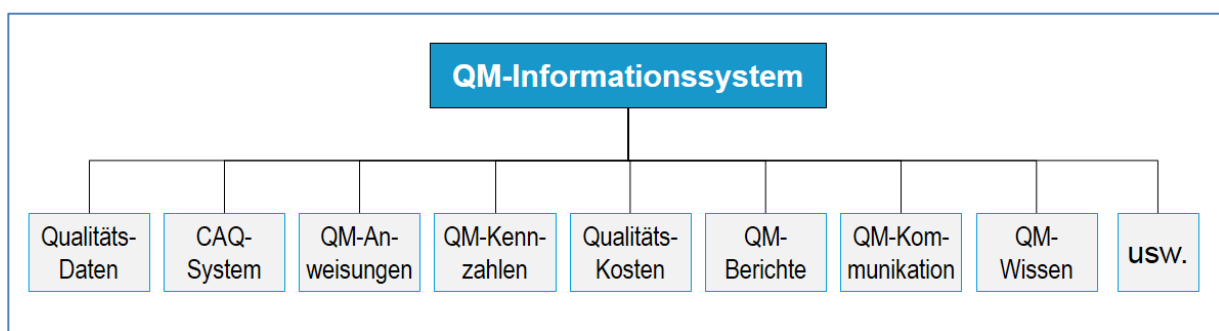 QM-Informationssystem
Qualitäts-
Daten
CAQ-
System
QM-An-
weisungen
QM-Kenn-
zahlen
Qualitäts-
Kosten
QM-
Berichte
QM-Kom-
munikation
QM-
Wissen
usw.